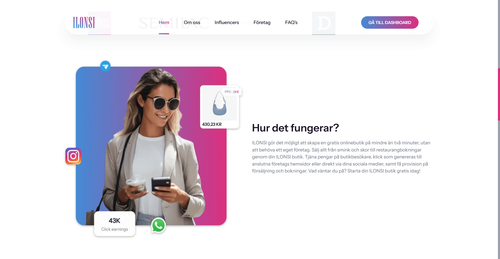 ILONSI
Hem
Om oss
Influencers
Företag
FAQ's
GÅ TILL DASHBOARD
430.23 KR
Hur det fungerar?
ILONSI gör det möjligt att skapa en gratis onlinebutik på mindre än två minuter, utan
att behöva ett eget företag. Sälj allt från smink och skor till restaurangbokningar
genom din ILONSI butik. Tjäna pengar på butiksbesökare, klick som genereras till
anslutna företags hemsidor eller direkt via dina sociala medier, samt få provision på
försäljning och bokningar. Vad väntar du på? Starta din ILONSI butik gratis idag!
43K
Click earnings